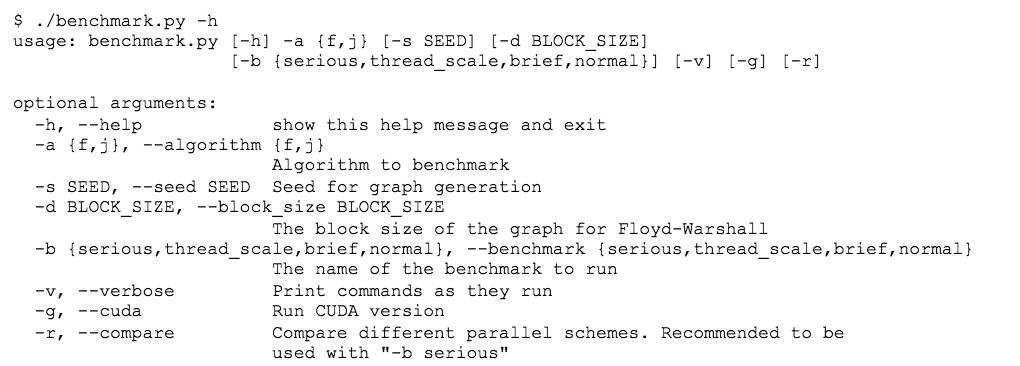 $ ./benchmark.py -h
usage: benchmark.py [-h] -a {f,j} [-s SEED] [-d BLOCK_SIZE]
                    [-b {serious,thread_scale,brief,normal}] [-v] [-g] [-r]

optional arguments:
  -h, --help            show this help message and exit
  -a {f,j}, --algorithm {f,j}
                        Algorithm to benchmark
  -s SEED, --seed SEED  Seed for graph generation
  -d BLOCK_SIZE, --block_size BLOCK_SIZE
                        The block size of the graph for Floyd-Warshall
  -b {serious,thread_scale,brief,normal}, --benchmark {serious,thread_scale,brief,normal}
                        The name of the benchmark to run
  -v, --verbose         Print commands as they run
  -g, --cuda            Run CUDA version
  -r, --compare         Compare different parallel schemes. Recommended to be
                        used with "-b serious"